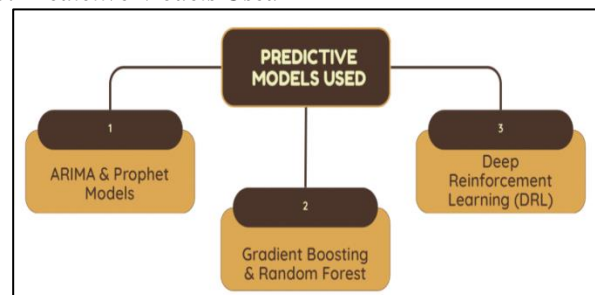 PREDICTIVE
MODELS USED
1
ARIMA & Prophet
Models
2
Gradient Boosting
& Random Forest
3
Deep
Reinforcement
Learning (DRL)